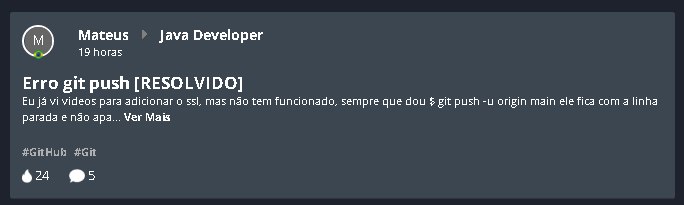 M
Mateus Java Developer
19 horas
Erro git push [RESOLVIDO]
Eu já vi videos para adicionar o ssl, mas não tem funcionado, sempre que dou $ git push -u origin main ele fica com a linha
parada e não apa... Ver Mais
#GitHub #Git
24 5